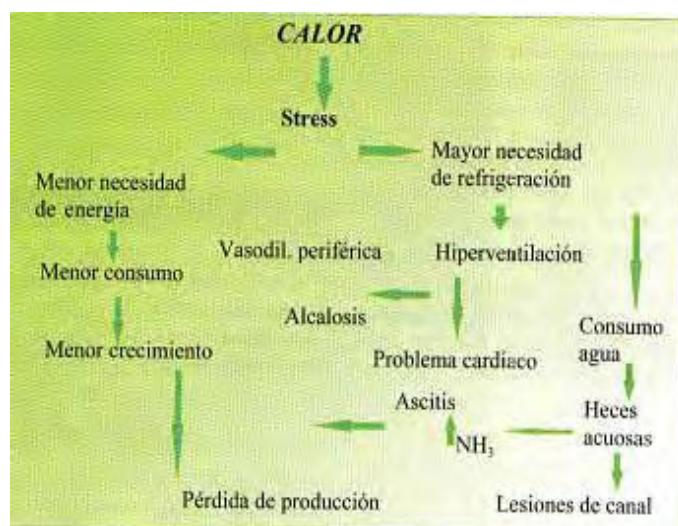 CALOR
Stress
Menor necesidad
de energía
Mayor necesidad
de refrigeración
Vasodil. periférica
Hiperventilación
Menor consumo
Alcalosis
Consumo
agua
Menor crecimiento
Problema cardíaco
Ascitis
Heces
acuosas
NH₃
Pérdida de producción
Lesiones de canal